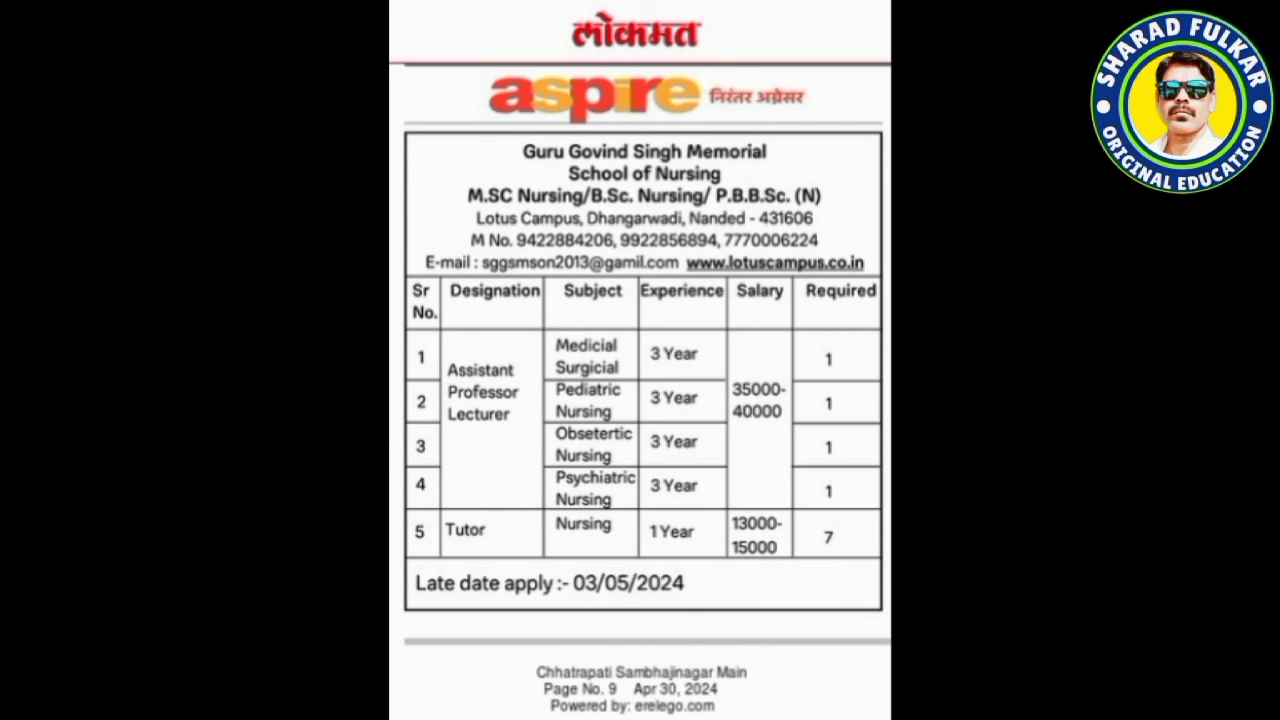 लोकमत
aspire निरंतर अग्रेसर
Guru Govind Singh Memorial
School of Nursing
M.SC Nursing/B.Sc. Nursing/ P.B.B.Sc. (N)
Lotus Campus, Dhangarwadi, Nanded - 431606
M No. 9422884206, 9922856894, 7770006224
E-mail : sggsmson2013@gamil.com www.lotuscampus.co.in
Sr No. Designation Subject Experience Salary Required
1 Assistant Professor Lecturer Medicial Surgicial 3 Year 35000-40000 1
2 Pediatric Nursing 3 Year 1
3 Obsetertic Nursing 3 Year 1
4 Psychiatric Nursing 3 Year 1
5 Tutor Nursing 1 Year 13000-15000 7
Late date apply :- 03/05/2024
Chhatrapati Sambhajinagar Main
Page No. 9 Apr 30, 2024
Powered by: erelego.com
SHARAD FULKAR
ORIGINAL EDUCATION